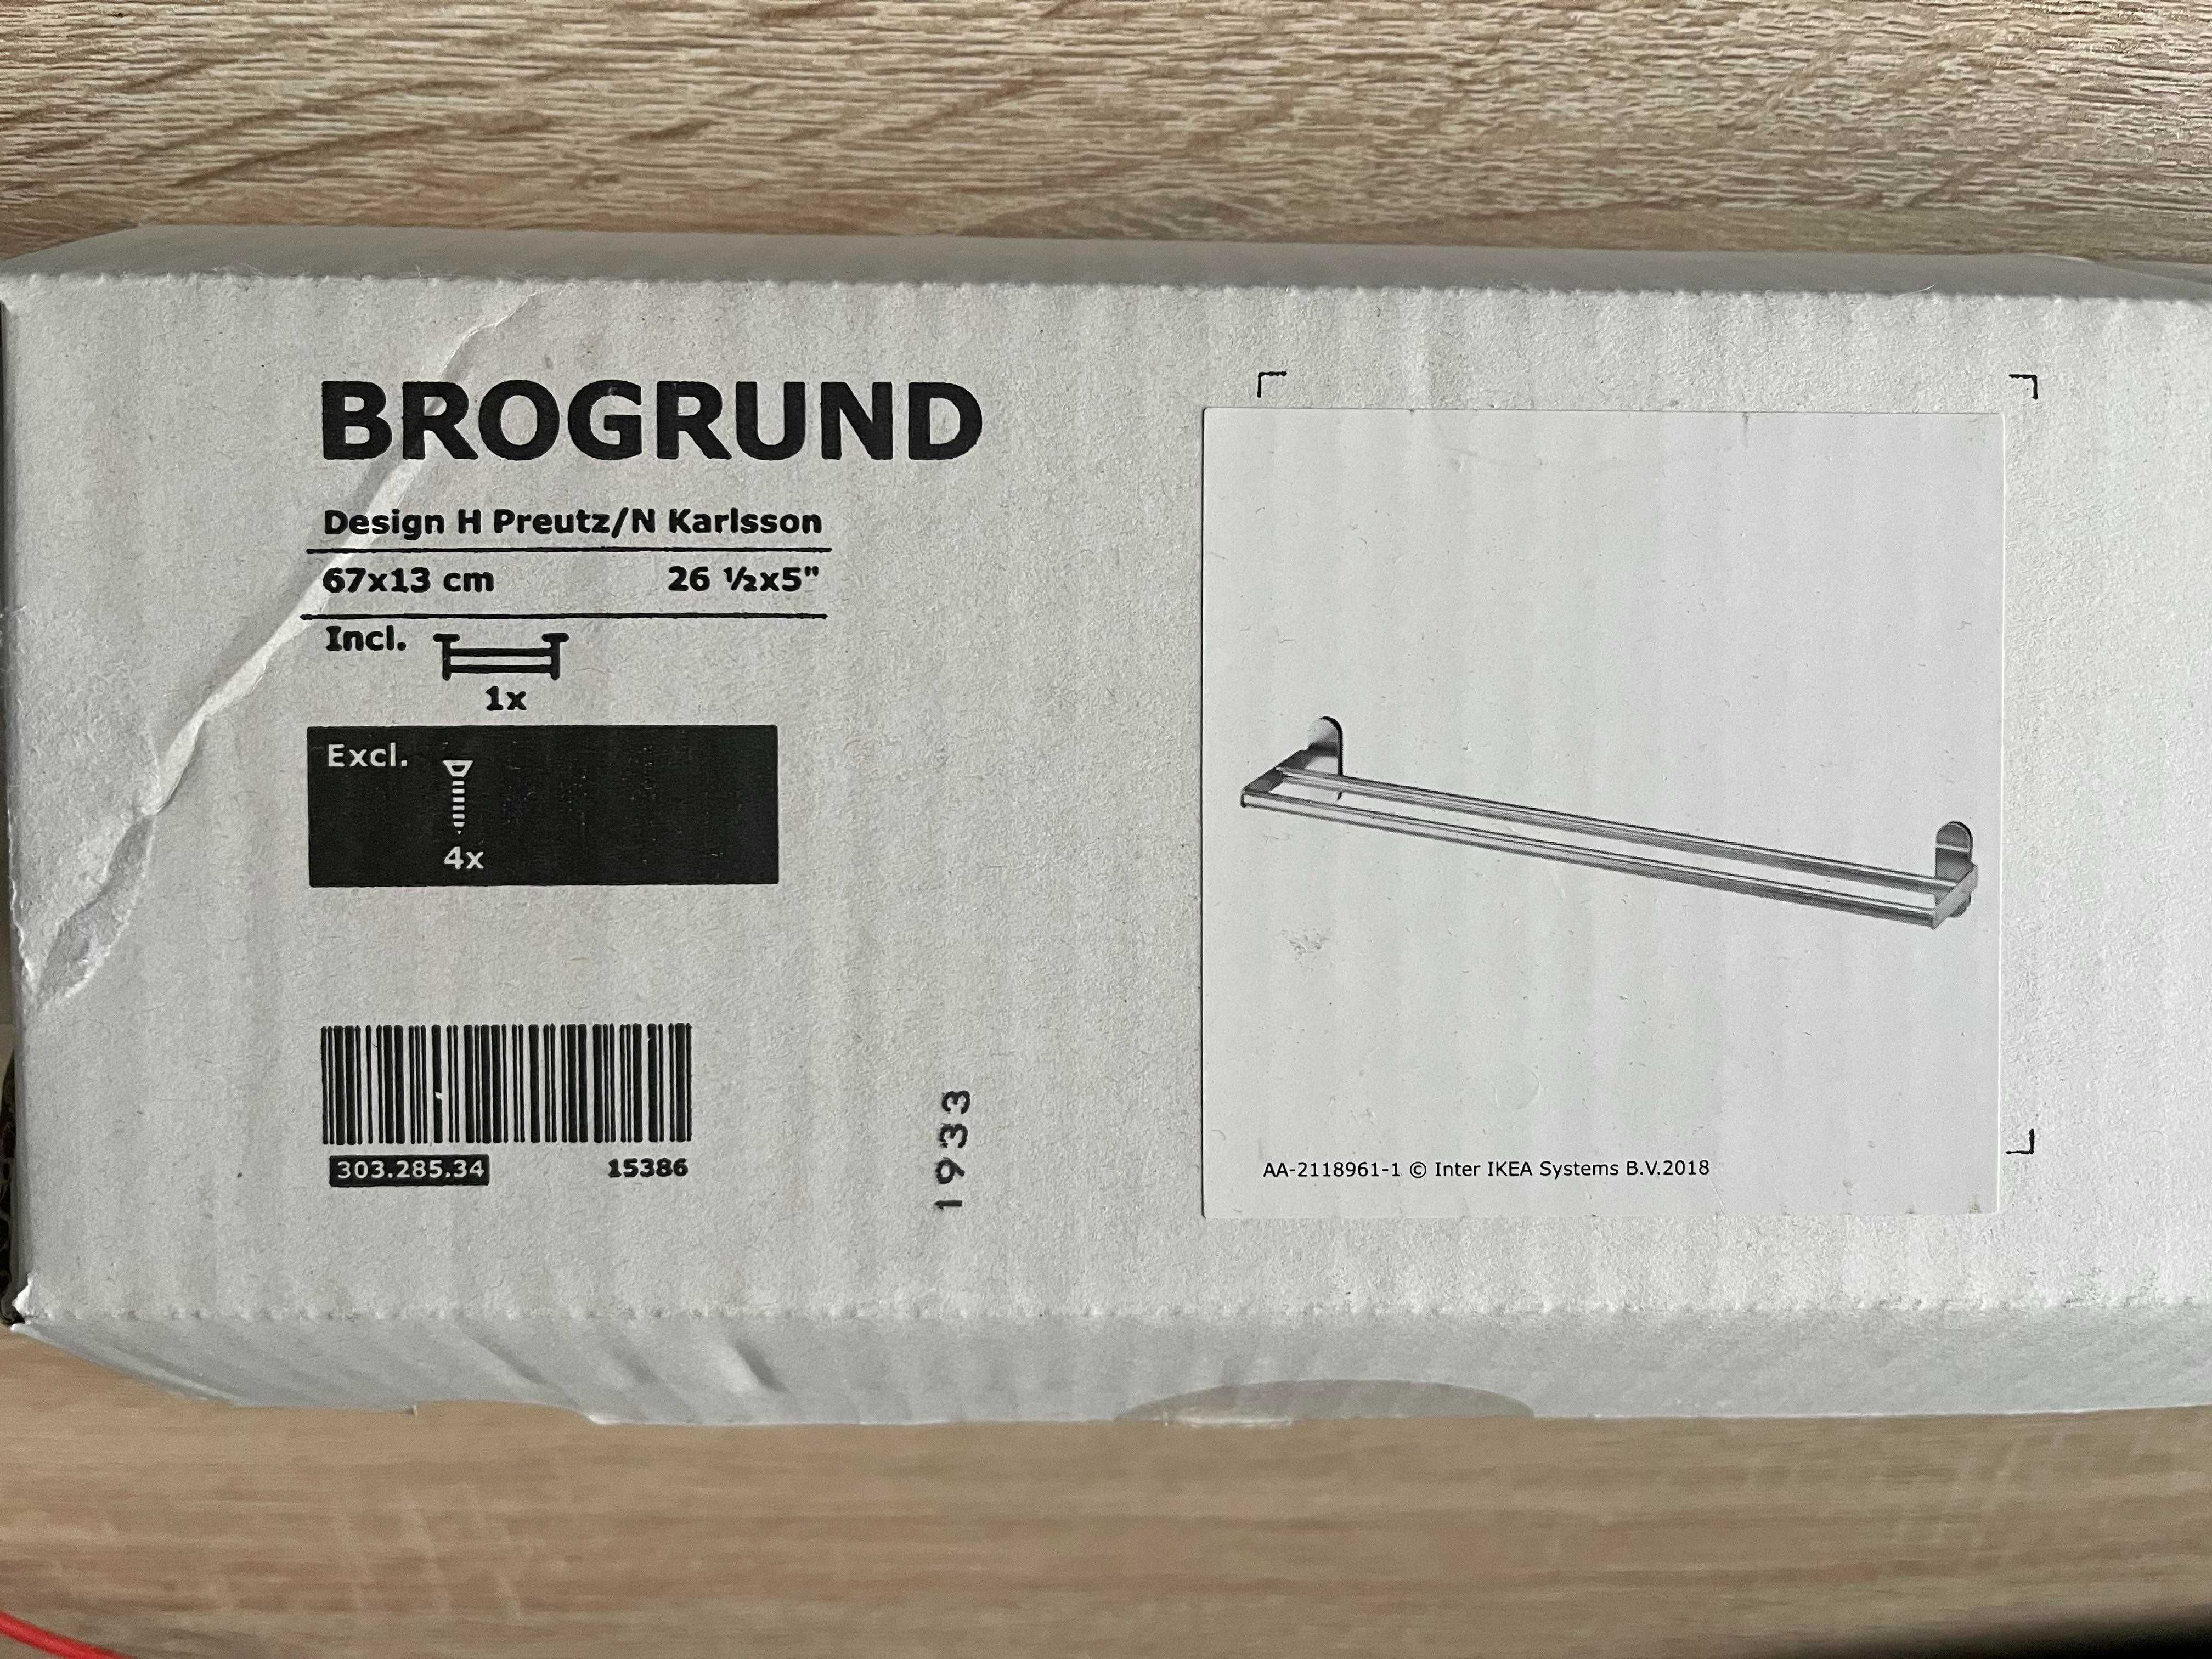 BROGRUND
Design H Preutz/N Karlsson
67x13 cm 26 ½x5"
Incl.
1x
Excl.
4x
303.285.34 15386
1933
AA-2118961-1 © Inter IKEA Systems B.V.2018